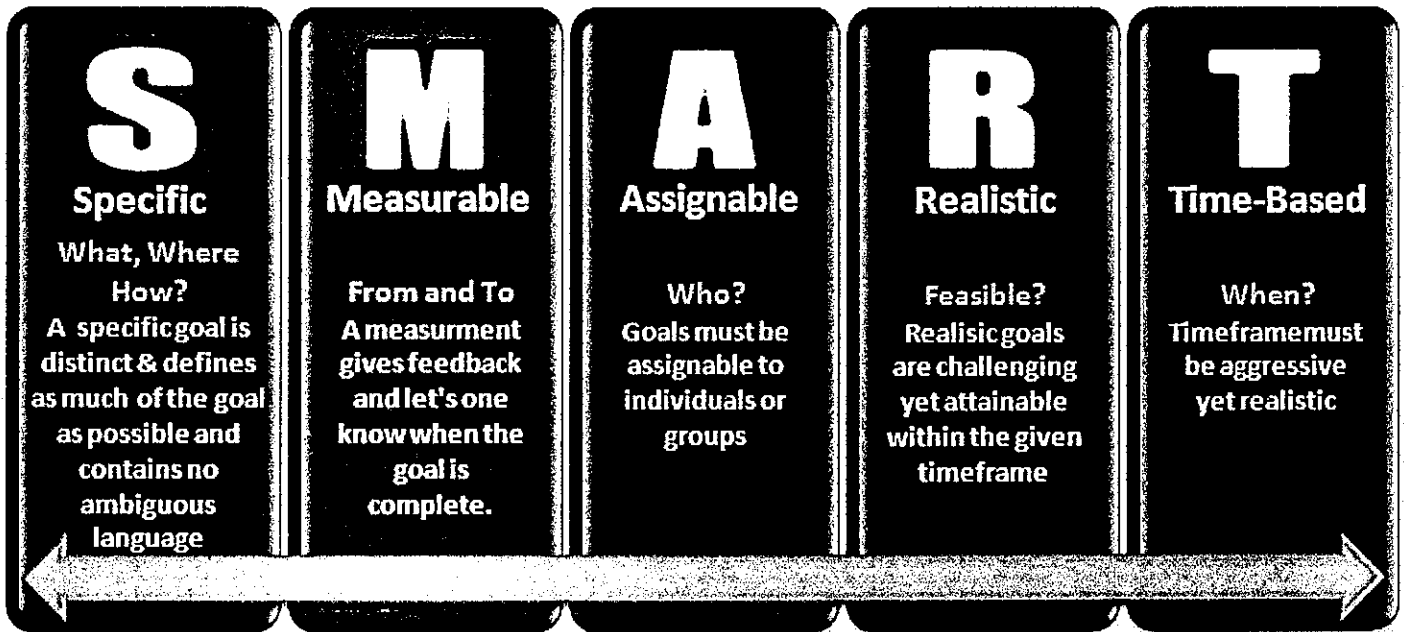 S
Specific
What, Where
How?
A specific goal is
distinct & defines
as much of the goal
as possible and
contains no
ambiguous
language
M
Measurable
From and To
A measurment
gives feedback
and let's one
know when the
goal is
complete.
A
Assignable
Who?
Goals must be
assignable to
individuals or
groups
R
Realistic
Feasible?
Realisic goals
are challenging
yet attainable
within the given
timeframe
T
Time-Based
When?
Timeframe must
be aggressive
yet realistic